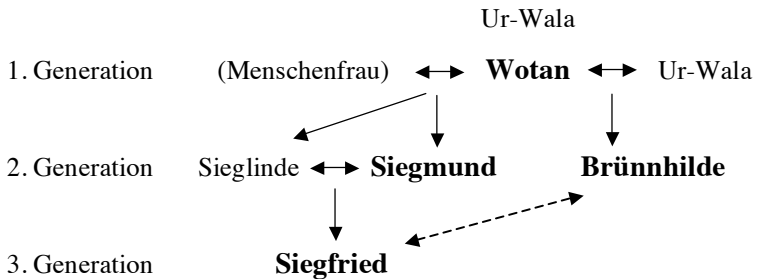 Ur-Wala
1. Generation (Menschenfrau) Wotan Ur-Wala
2. Generation Sieglinde Siegmund Brünnhilde
3. Generation Siegfried